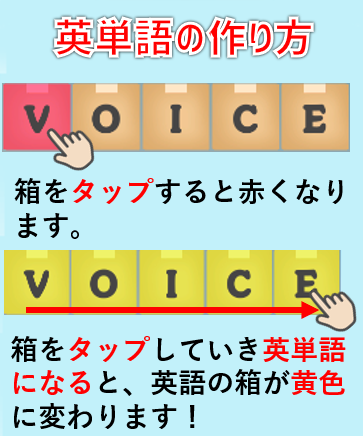 英単語の作り方
VOICE
箱をタップすると赤くなり
ます。
VOICE
箱をタップしていき英単語
になると、英語の箱が黄色
に変わります！